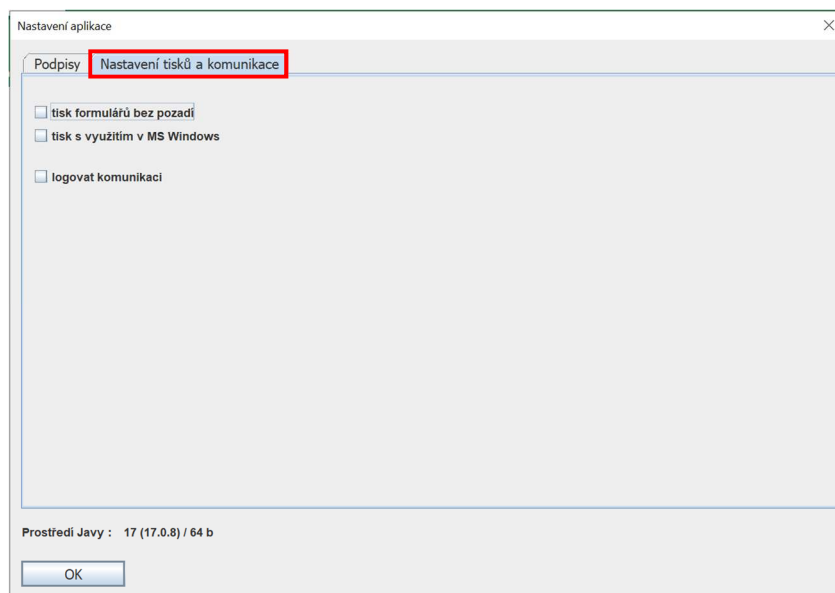 Nastavení aplikace
Podpisy Nastavení tisků a komunikace
tisk formulářů bez pozadí
tisk s využitím v MS Windows
logovat komunikaci
Prostředí Javy : 17 (17.0.8) / 64 b
OK